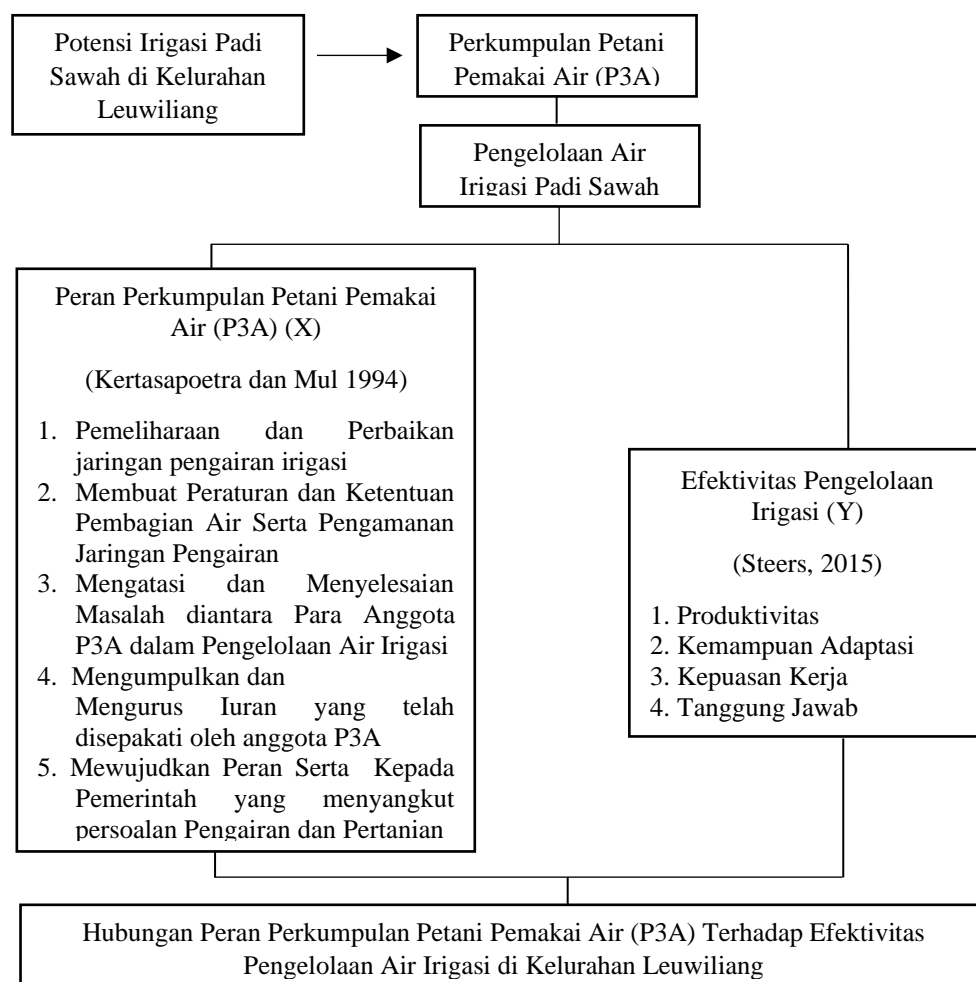 Potensi Irigasi Padi
Sawah di Kelurahan
Leuwiliang
Perkumpulan Petani
Pemakai Air (P3A)
Pengelolaan Air
Irigasi Padi Sawah
Peran Perkumpulan Petani Pemakai
Air (P3A) (X)
(Kertasapoetra dan Mul 1994)
1. Pemeliharaan dan Perbaikan
jaringan pengairan irigasi
2. Membuat Peraturan dan Ketentuan
Pembagian Air Serta Pengamanan
Jaringan Pengairan
3. Mengatasi dan Menyelesaian
Masalah diantara Para Anggota
P3A dalam Pengelolaan Air Irigasi
4. Mengumpulkan dan
Mengurus Iuran yang telah
disepakati oleh anggota P3A
5. Mewujudkan Peran Serta Kepada
Pemerintah yang menyangkut
persoalan Pengairan dan Pertanian
Efektivitas Pengelolaan
Irigasi (Y)
(Steers, 2015)
1. Produktivitas
2. Kemampuan Adaptasi
3. Kepuasan Kerja
4. Tanggung Jawab
Hubungan Peran Perkumpulan Petani Pemakai Air (P3A) Terhadap Efektivitas
Pengelolaan Air Irigasi di Kelurahan Leuwiliang